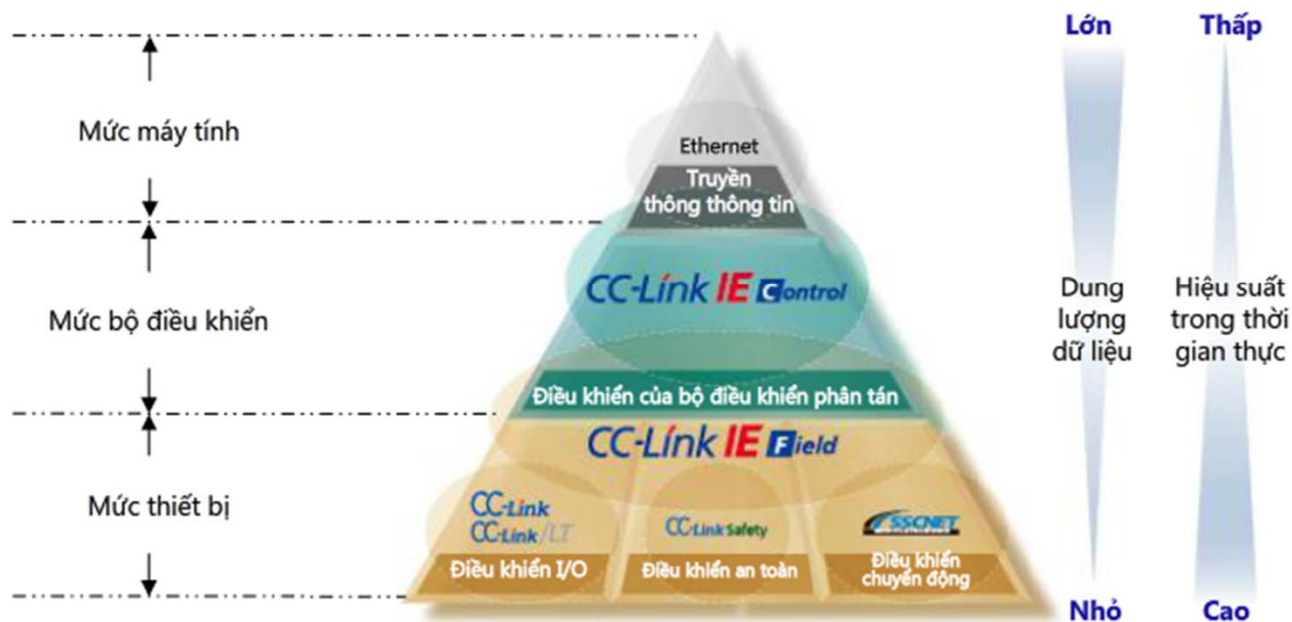 Lớn
Thấp
Mức máy tính
Ethernet
Truyền
thông thông tin
Mức bộ điều khiển
CC-Link IE Control
Dung
lượng
dữ liệu
Hiệu suất
trong thời
gian thực
Điều khiển của bộ điều khiển phân tán
CC-Link IE Field
Mức thiết bị
CC-Link
CC-Link/LT
CC-Link Safety
SSCNET
Điều khiển I/O
Điều khiển an toàn
Điều khiển
chuyển động
Nhỏ
Cao